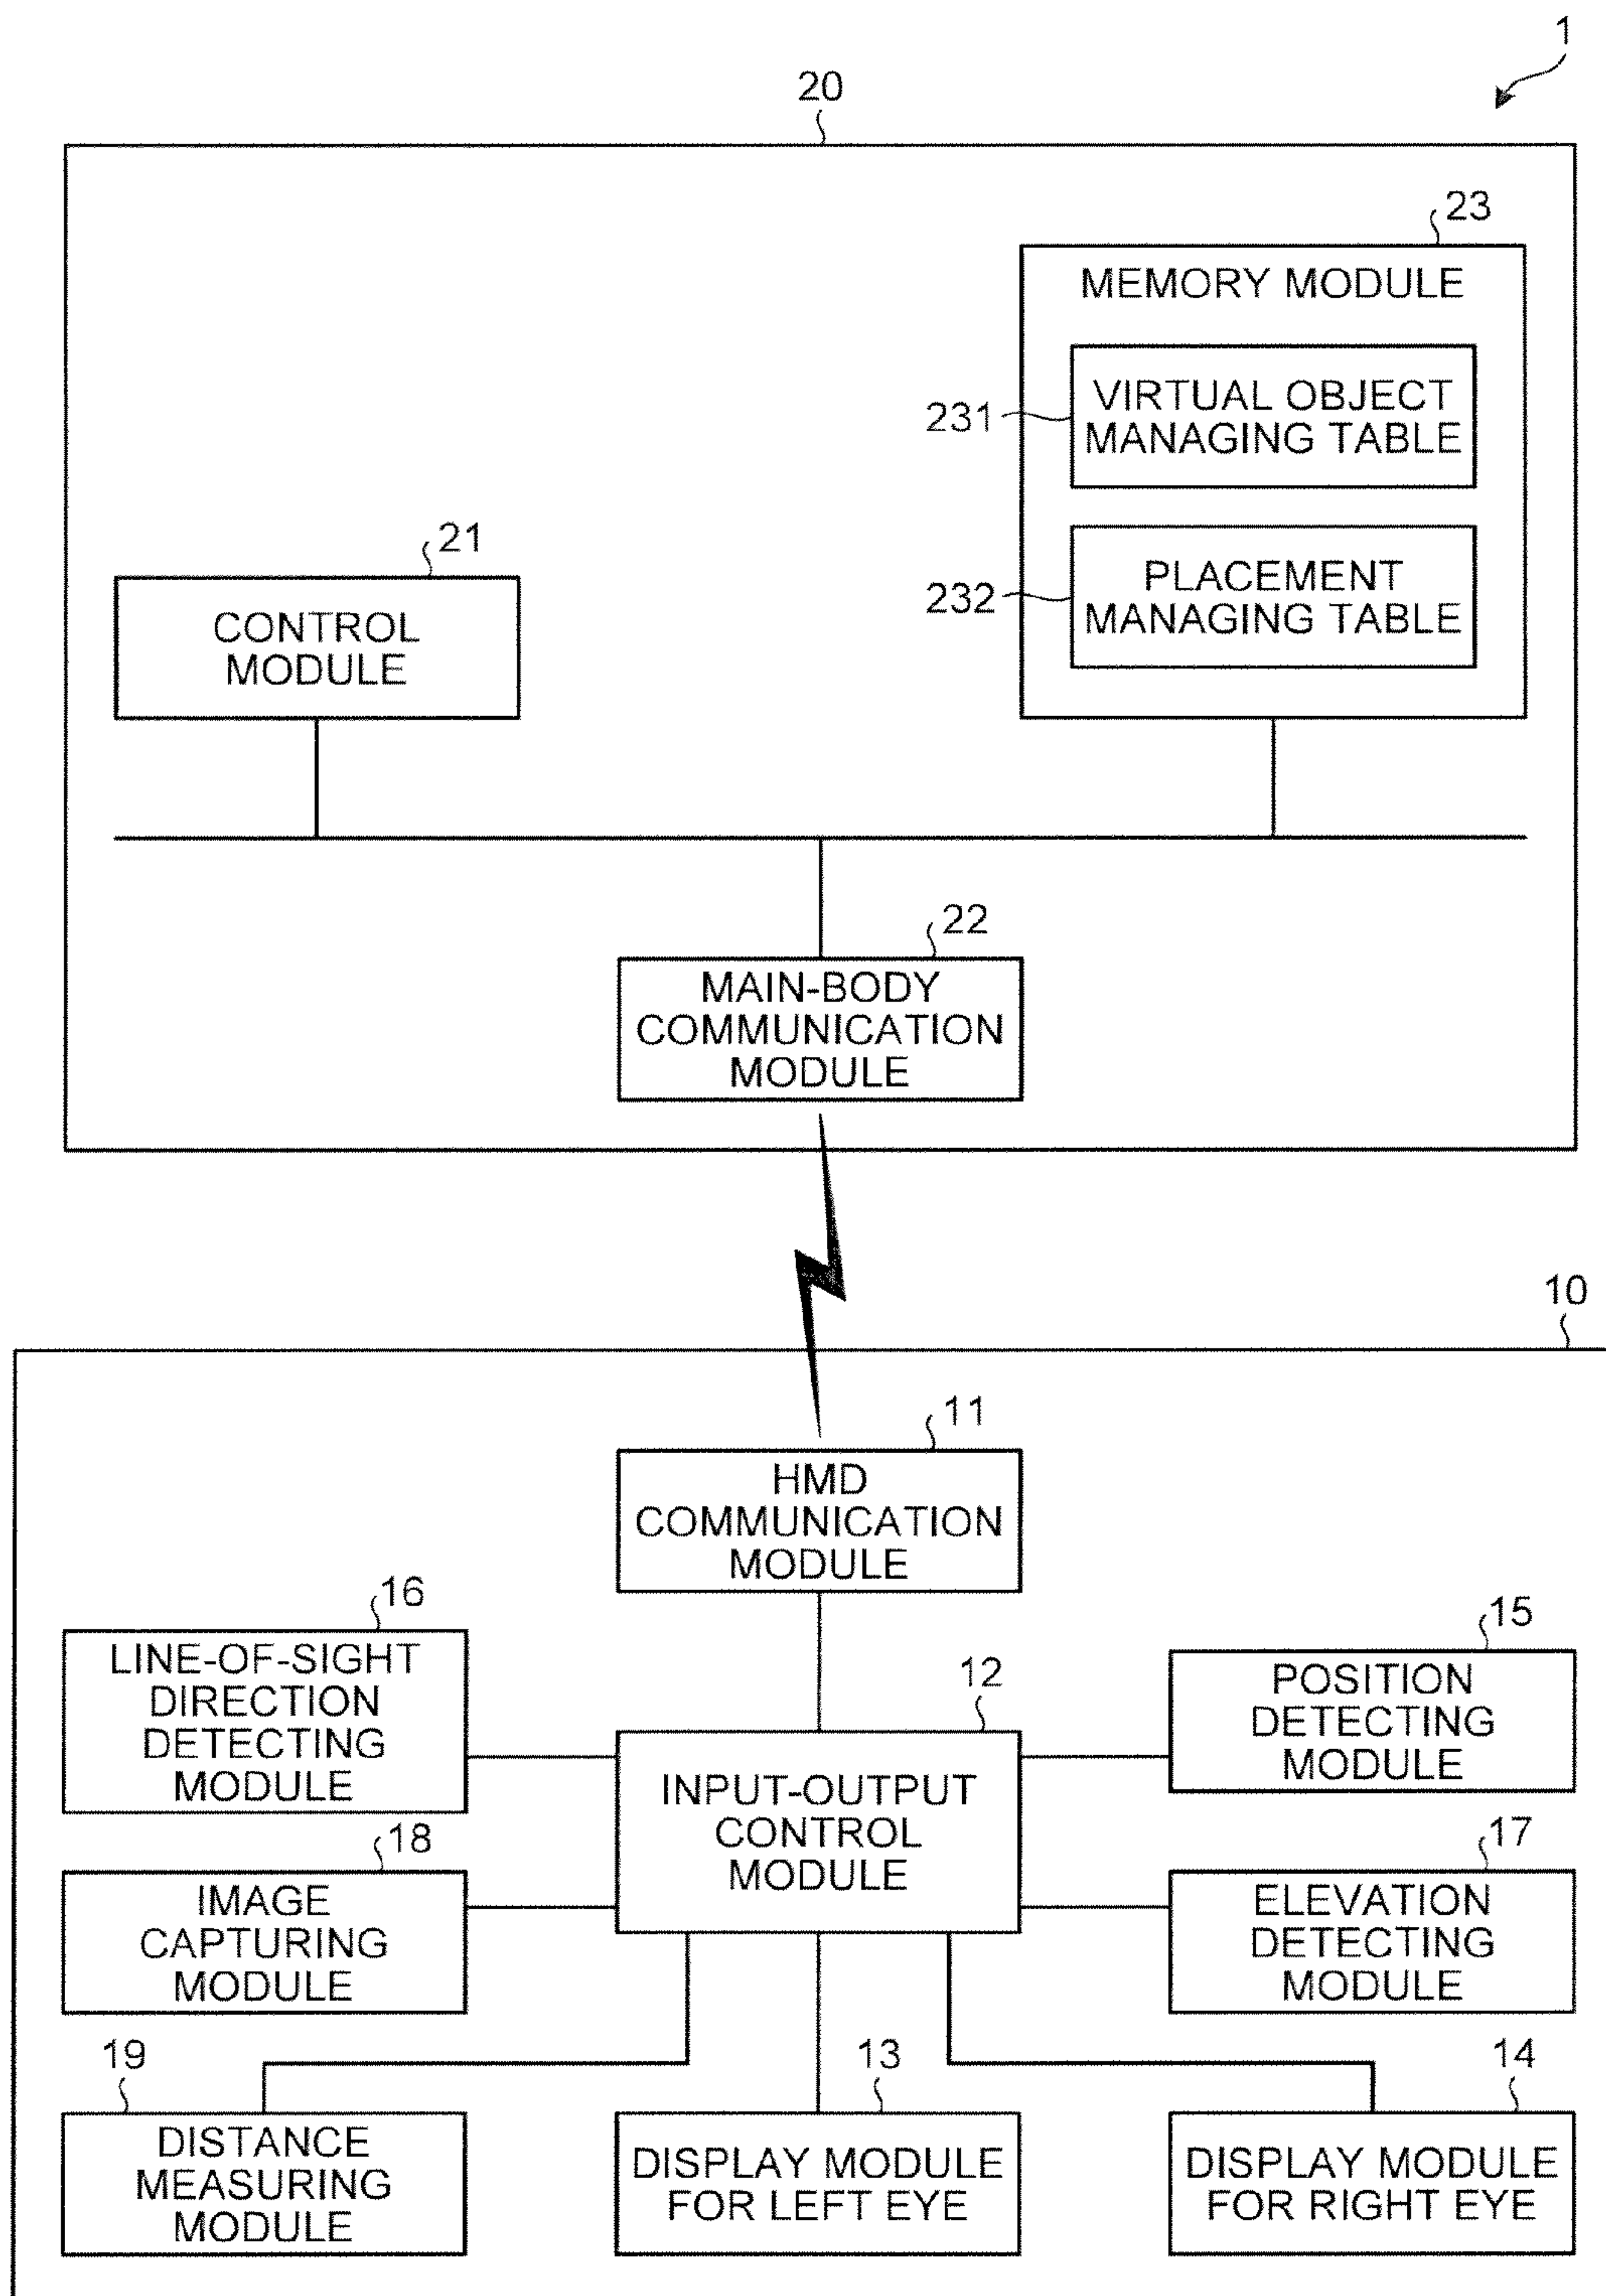 1
20
23
MEMORY MODULE
231
VIRTUAL OBJECT
MANAGING TABLE
232
PLACEMENT
MANAGING TABLE
21
CONTROL
MODULE
22
MAIN-BODY
COMMUNICATION
MODULE
10
11
HMD
COMMUNICATION
MODULE
16
LINE-OF-SIGHT
DIRECTION
DETECTING
MODULE
12
INPUT-OUTPUT
CONTROL
MODULE
15
POSITION
DETECTING
MODULE
18
IMAGE
CAPTURING
MODULE
17
ELEVATION
DETECTING
MODULE
19
DISTANCE
MEASURING
MODULE
13
DISPLAY MODULE
FOR LEFT EYE
14
DISPLAY MODULE
FOR RIGHT EYE